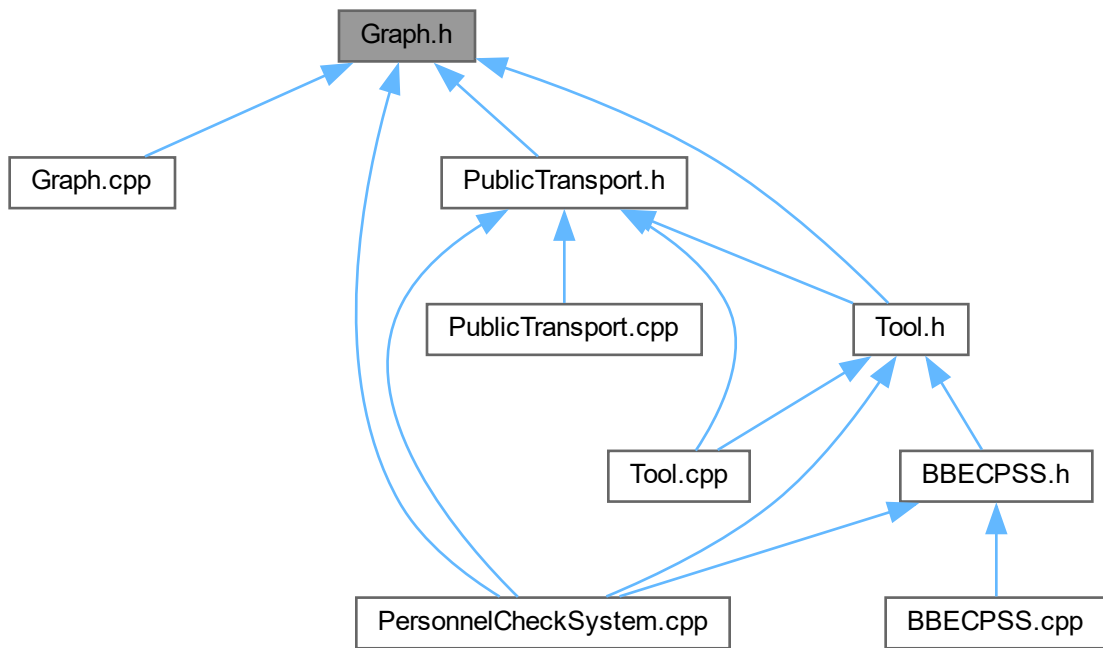 Graph.h
Graph.cpp
PublicTransport.h
PublicTransport.cpp
Tool.h
Tool.cpp
BBECPSS.h
PersonnelCheckSystem.cpp
BBECPSS.cpp